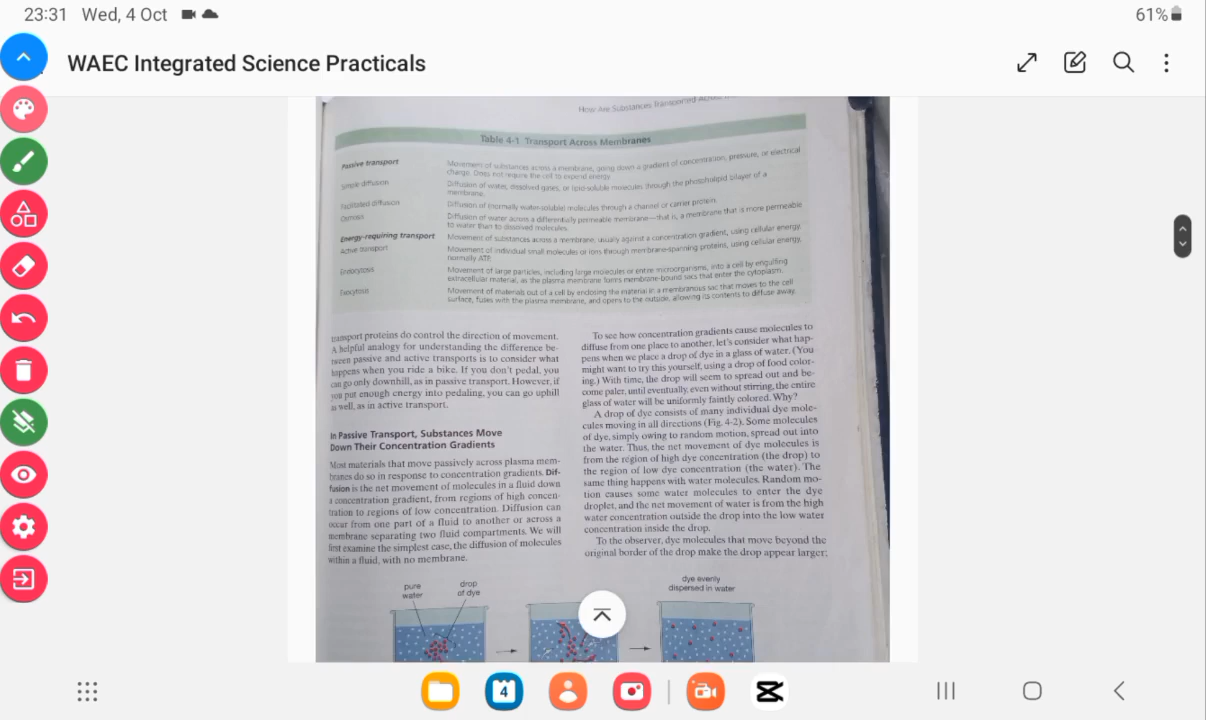 23:31 Wed, 4 Oct
61%
WAEC Integrated Science Practicals
How Are Substances Transported Across
Table 4-1 Transport Across Membranes
Passive transport
Movement of substances across a membrane, going down a gradient of concentration, pressure, or electrical
charge. Does not require the cell to expend energy.
Simple diffusion
Diffusion of water, dissolved gases, or lipid-soluble molecules through the phospholipid bilayer of a
membrane.
Facilitated diffusion
Diffusion of (normally water-soluble) molecules through a channel or carrier protein.
Osmosis
Diffusion of water across a differentially permeable membrane—that is, a membrane that is more permeable
to water than to dissolved molecules.
Energy-requiring transport
Movement of substances across a membrane, usually against a concentration gradient, using cellular energy.
Active transport
Movement of individual small molecules or ions through membrane-spanning proteins, using cellular energy,
normally ATP.
Endocytosis
Movement of large particles, including large molecules or entire microorganisms, into a cell by engulfing
extracellular material, as the plasma membrane forms membrane-bound sacs that enter the cytoplasm.
Exocytosis
Movement of materials out of a cell by enclosing the material in a membranous sac that moves to the cell
surface, fuses with the plasma membrane, and opens to the outside, allowing its contents to diffuse away.
transport proteins do control the direction of movement.
A helpful analogy for understanding the difference be-
tween passive and active transports is to consider what
happens when you ride a bike. If you don't pedal, you
can go only downhill, as in passive transport. However, if
you put enough energy into pedaling, you can go uphill
as well, as in active transport.
In Passive Transport, Substances Move
Down Their Concentration Gradients
Most materials that move passively across plasma mem-
branes do so in response to concentration gradients. Dif-
fusion is the net movement of molecules in a fluid down
a concentration gradient, from regions of high concen-
tration to regions of low concentration. Diffusion can
occur from one part of a fluid to another or across a
membrane separating two fluid compartments. We will
first examine the simplest case, the diffusion of molecules
within a fluid, with no membrane.
To see how concentration gradients cause molecules to
diffuse from one place to another, let's consider what hap-
pens when we place a drop of dye in a glass of water. (You
might want to try this yourself, using a drop of food color-
ing.) With time, the drop will seem to spread out and be-
come paler, until eventually, even without stirring, the entire
glass of water will be uniformly faintly colored. Why?
A drop of dye consists of many individual dye mole-
cules moving in all directions (Fig. 4-2). Some molecules
of dye, simply owing to random motion, spread out into
the water. Thus, the net movement of dye molecules is
from the region of high dye concentration (the drop) to
the region of low dye concentration (the water). The
same thing happens with water molecules. Random mo-
tion causes some water molecules to enter the dye
droplet, and the net movement of water is from the high
water concentration outside the drop into the low water
concentration inside the drop.
To the observer, dye molecules that move beyond the
original border of the drop make the drop appear larger;
pure
water
drop
of dye
dye evenly
dispersed in water
4